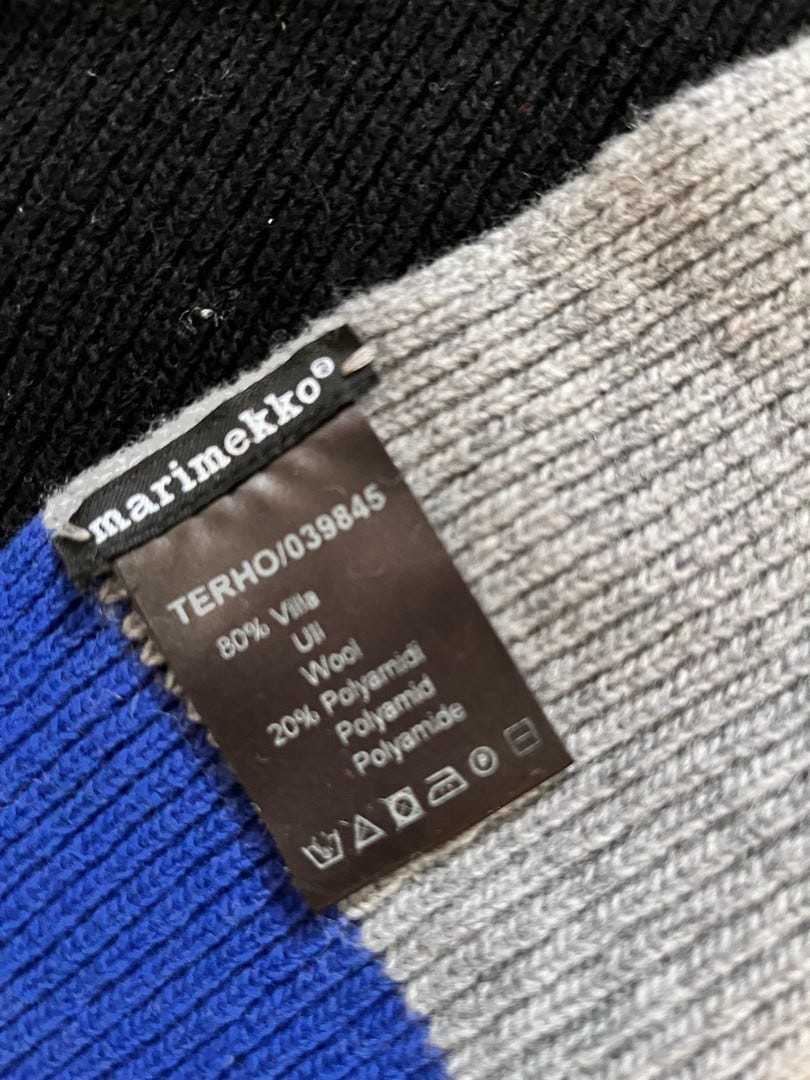 marimekko®
TERHO/039845
80% Villa
Ull
Wool
20% Polyamidi
Polyamid
Polyamide
P